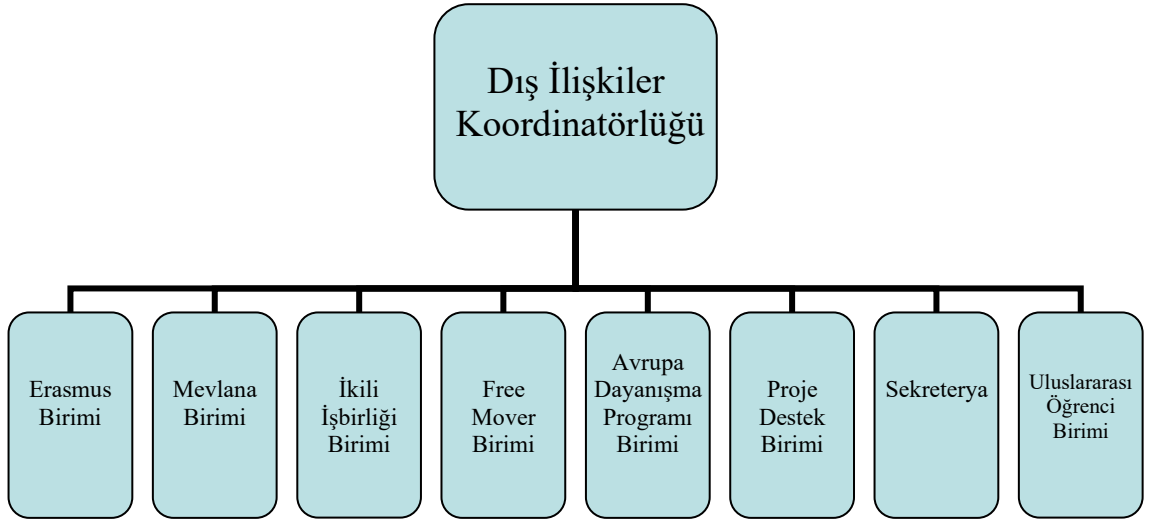 Dış İlişkiler
Koordinatörlüğü
Erasmus
Birimi
Mevlana
Birimi
İkili
İşbirliği
Birimi
Free
Mover
Birimi
Avrupa
Dayanışma
Programı
Birimi
Proje
Destek
Birimi
Sekreterya
Uluslararası
Öğrenci
Birimi